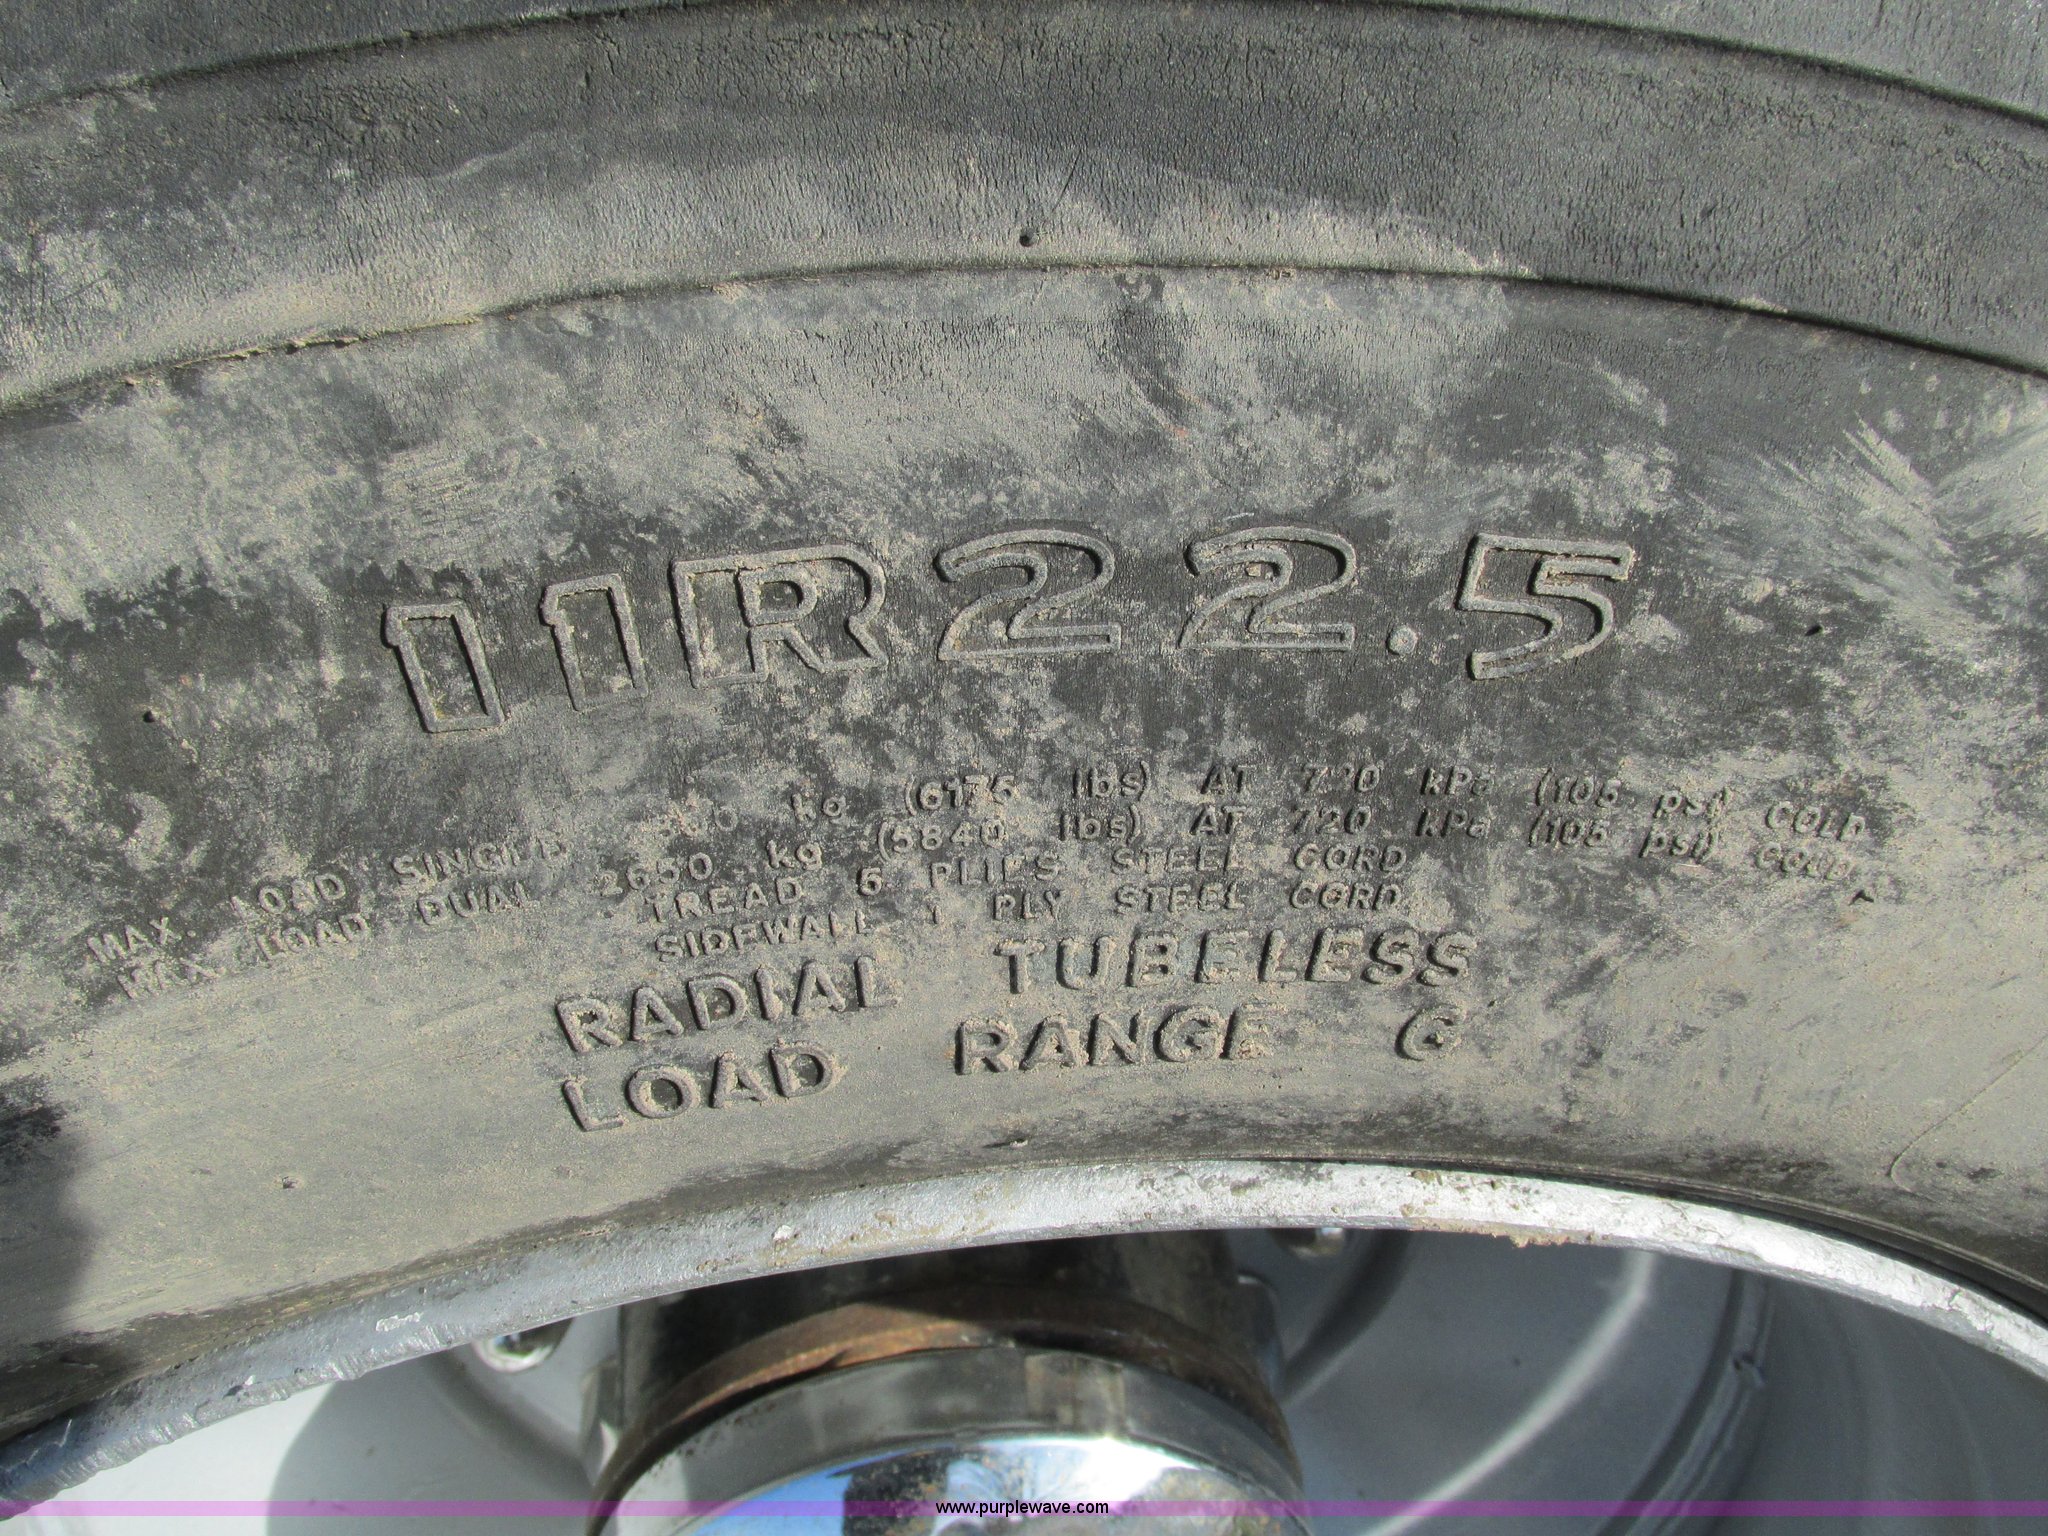 11R22.5
MAX. LOAD SINGLE kg (6175 lbs) AT 720 kPa (105 psi) COLD
MAX. LOAD DUAL 2650 kg (5840 lbs) AT 720 kPa (105 psi) COLD
TREAD 5 PLIES STEEL CORD
SIDEWALL 1 PLY STEEL CORD
RADIAL TUBELESS
LOAD RANGE G
www.purplewave.com